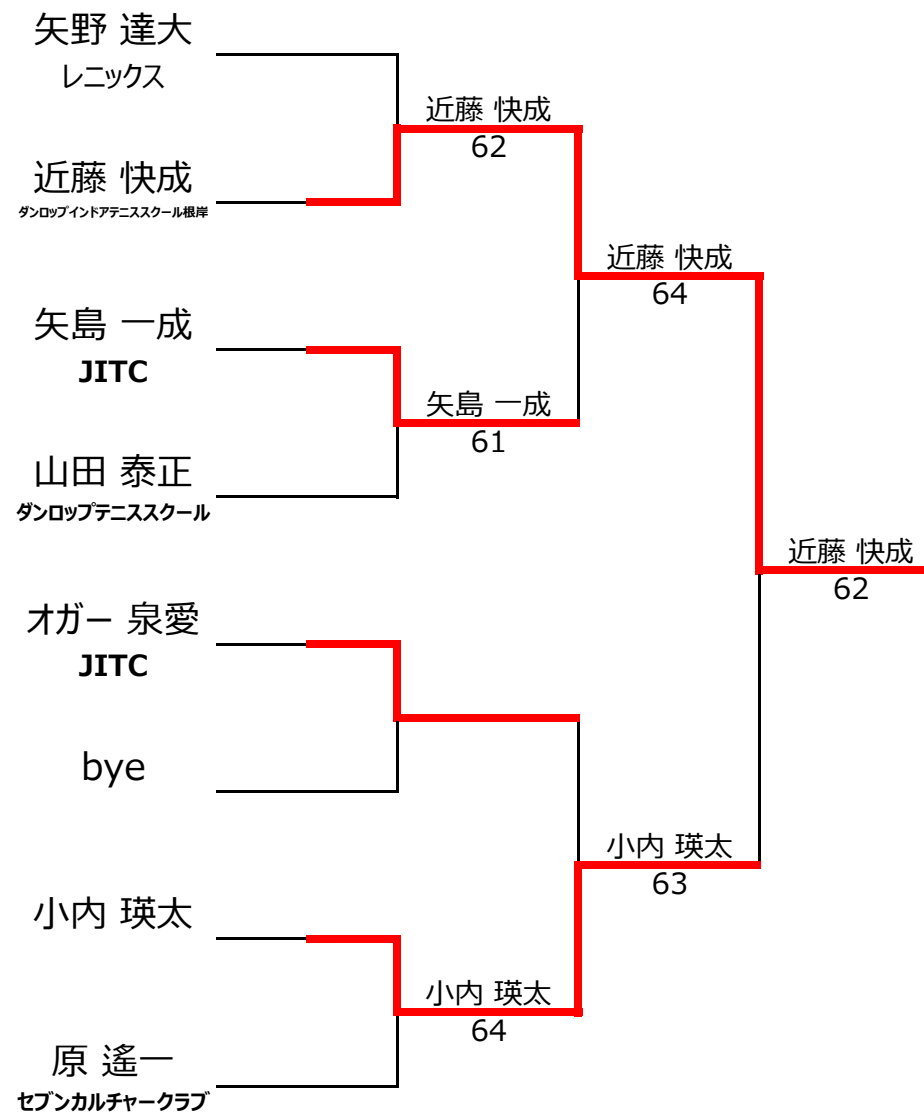 矢野 達大
レニックス
近藤 快成
62
近藤 快成
ダンロップインドアテニススクール根岸
近藤 快成
64
矢島 一成
JITC
矢島 一成
61
山田 泰正
ダンロップテニススクール
近藤 快成
62
オガー 泉愛
JITC
bye
小内 瑛太
63
小内 瑛太
小内 瑛太
64
原 遙一
セブンカルチャークラブ